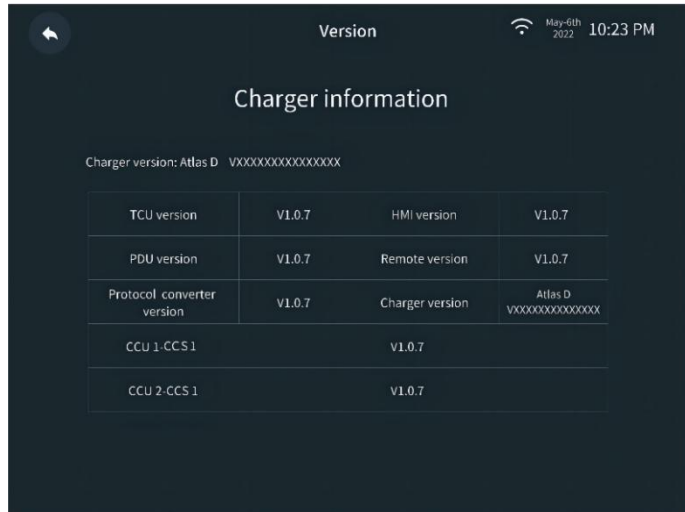 Version
May-6th
2022
10:23 PM
Charger information
Charger version: Atlas D VXXXXXXXXXXXXXXX
TCU version V1.0.7 HMI version V1.0.7
PDU version V1.0.7 Remote version V1.0.7
Protocol converter
version
V1.0.7 Charger version
Atlas D
VXXXXXXXXXXXXXX
CCU 1-CCS 1 V1.0.7
CCU 2-CCS 1 V1.0.7